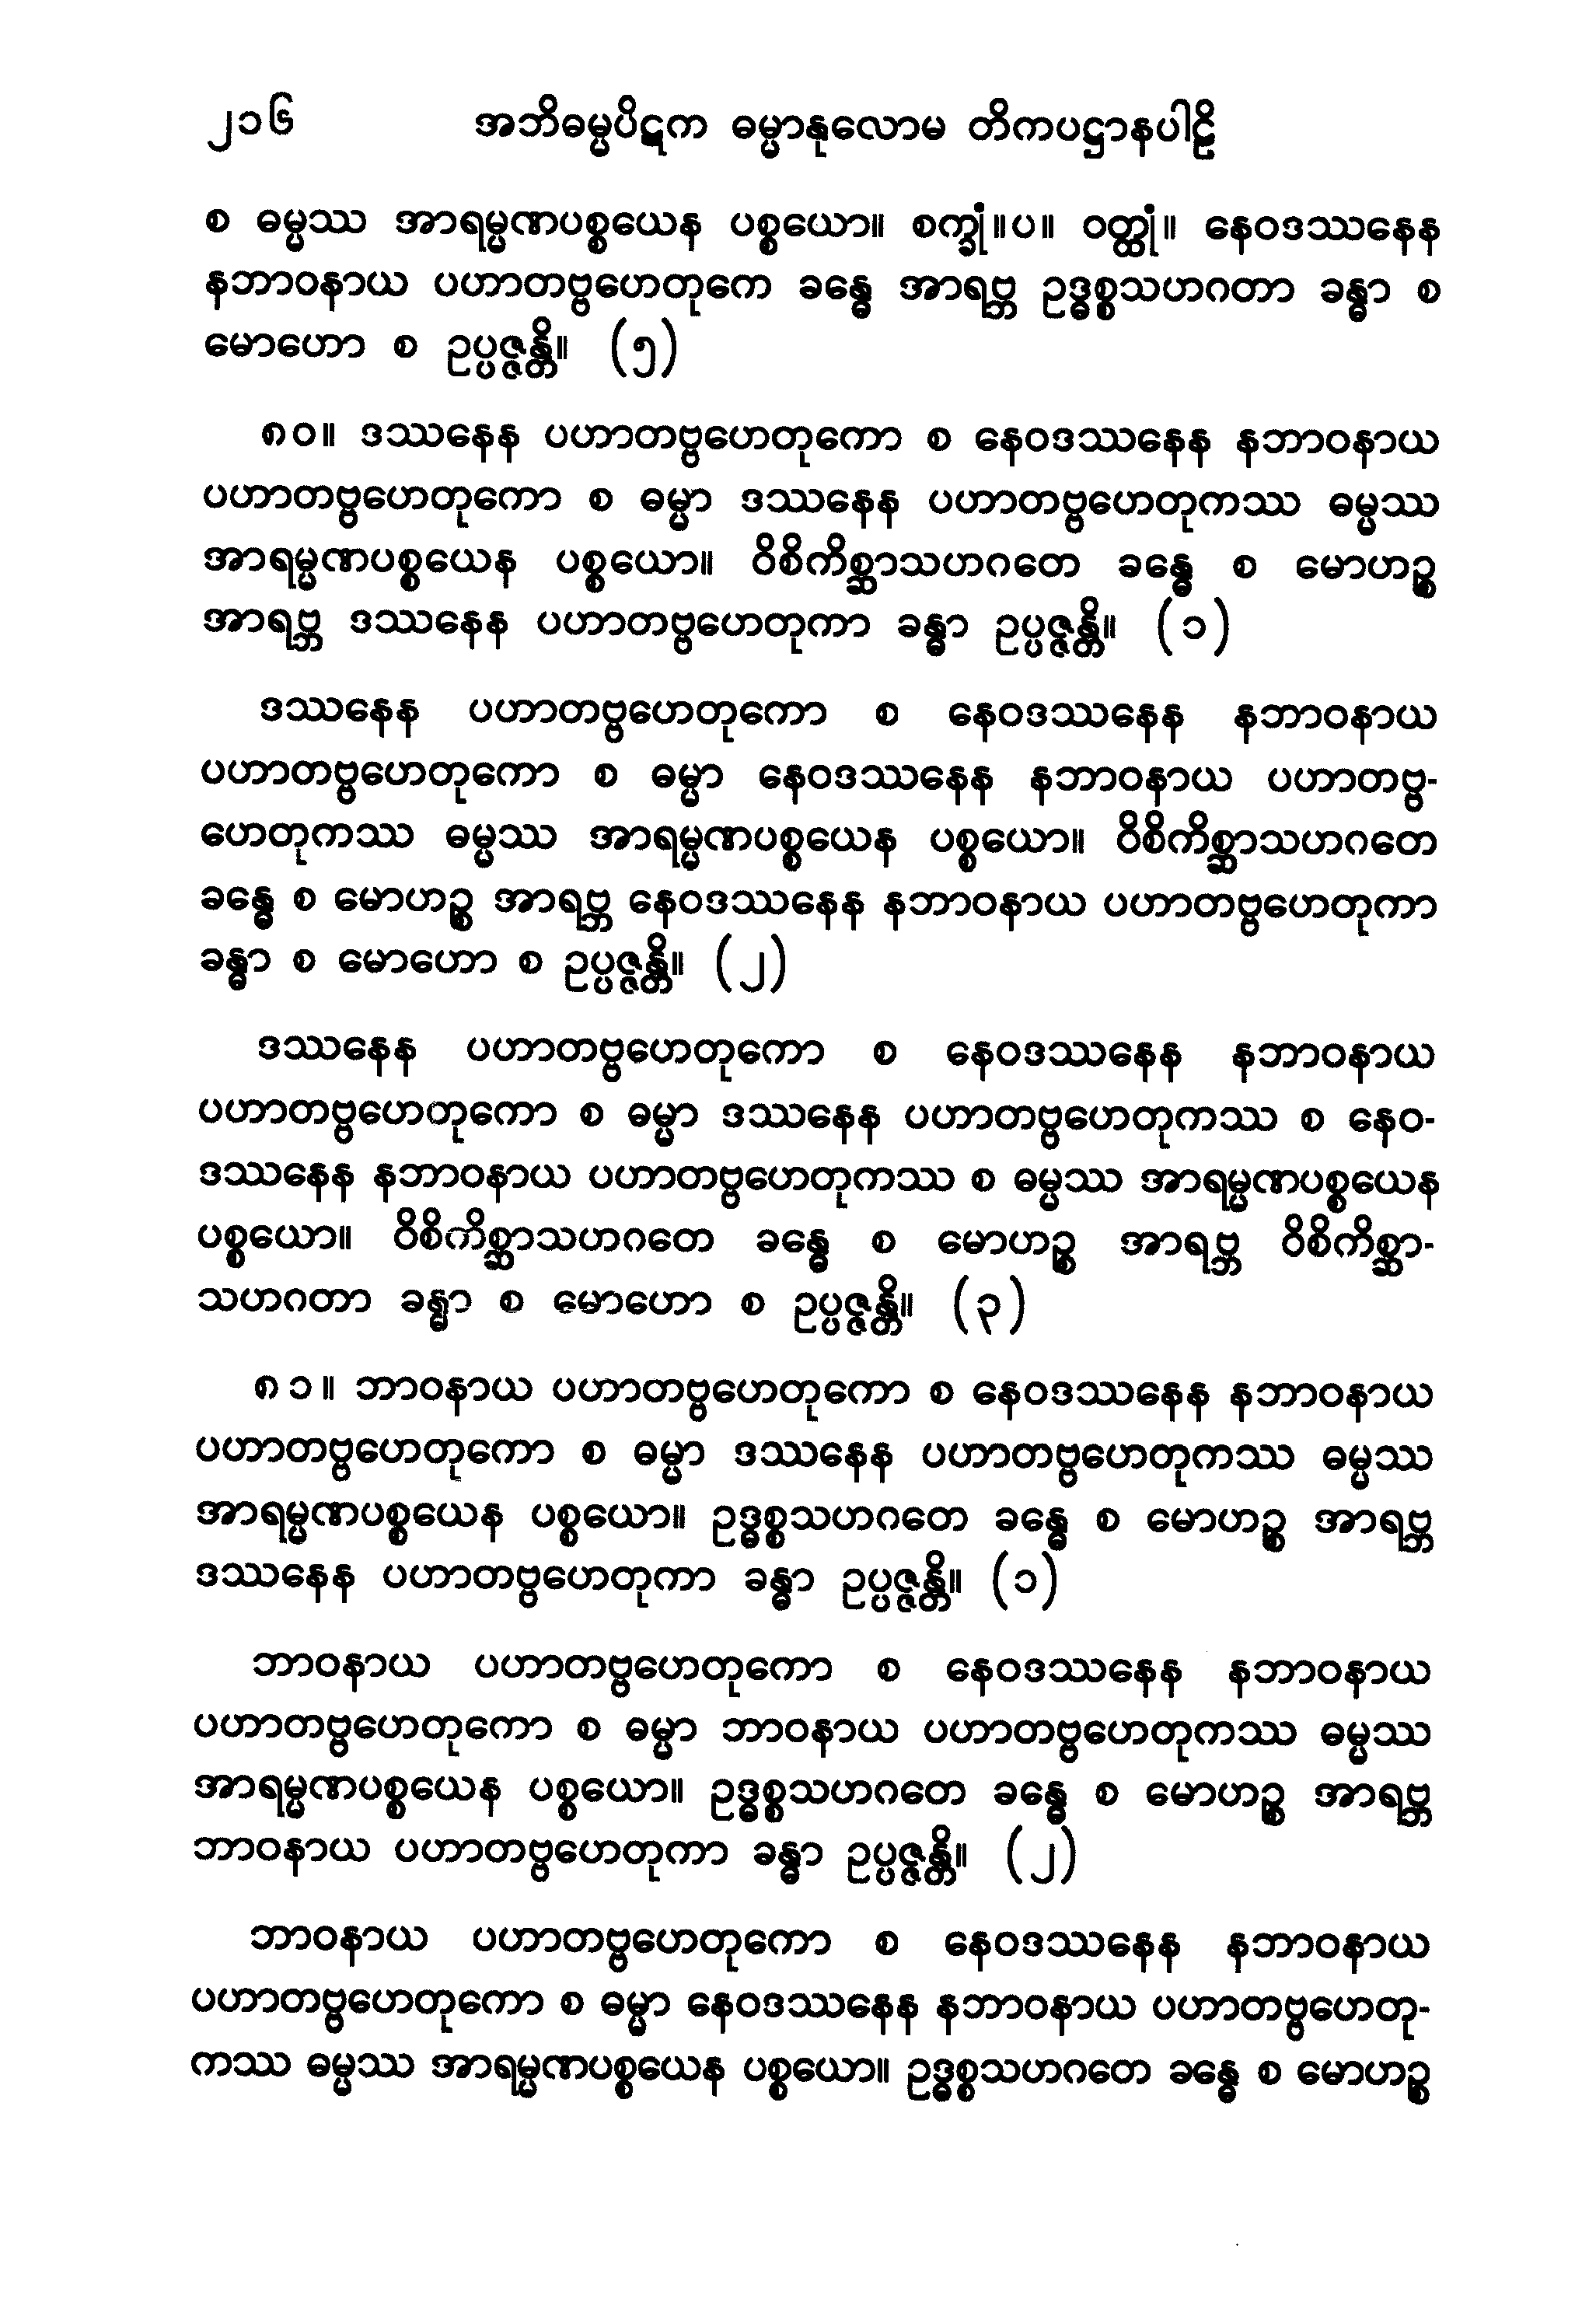 ၂၁၆ အဘိဓမ္မပိဋက ဓမ္မာနုလောမ တိကပဋ္ဌာနပါဠိ
စ ဓမ္မဿ အာရမ္မဏပစ္စယေန ပစ္စယော။ စက္ခုံ။ပ။ ဝတ္ထုံ။ နေဝဒဿနေန
နဘာဝနာယ ပဟာတဗ္ဗဟေတုကေ ခန္ဓေ အာရဗ္ဘ ဥဒ္ဓစ္စသဟဂတာ ခန္ဓာ စ
မောဟော စ ဥပ္ပဇ္ဇန္တိ။ (၅)
၈၀။ ဒဿနေန ပဟာတဗ္ဗဟေတုကော စ နေဝဒဿနေန နဘာဝနာယ
ပဟာတဗ္ဗဟေတုကော စ ဓမ္မာ ဒဿနေန ပဟာတဗ္ဗဟေတုကဿ ဓမ္မဿ
အာရမ္မဏပစ္စယေန ပစ္စယော။ ဝိစိကိစ္ဆာသဟဂတေ ခန္ဓေ စ မောဟဉ္စ
အာရဗ္ဘ ဒဿနေန ပဟာတဗ္ဗဟေတုကာ ခန္ဓာ ဥပ္ပဇ္ဇန္တိ။ (၁)
ဒဿနေန ပဟာတဗ္ဗဟေတုကော စ နေဝဒဿနေန နဘာဝနာယ
ပဟာတဗ္ဗဟေတုကော စ ဓမ္မာ နေဝဒဿနေန နဘာဝနာယ ပဟာတဗ္ဗ-
ဟေတုကဿ ဓမ္မဿ အာရမ္မဏပစ္စယေန ပစ္စယော။ ဝိစိကိစ္ဆာသဟဂတေ
ခန္ဓေ စ မောဟဉ္စ အာရဗ္ဘ နေဝဒဿနေန နဘာဝနာယ ပဟာတဗ္ဗဟေတုကာ
ခန္ဓာ စ မောဟော စ ဥပ္ပဇ္ဇန္တိ။ (၂)
ဒဿနေန ပဟာတဗ္ဗဟေတုကော စ နေဝဒဿနေန နဘာဝနာယ
ပဟာတဗ္ဗဟေတုကော စ ဓမ္မာ ဒဿနေန ပဟာတဗ္ဗဟေတုကဿ စ နေဝ-
ဒဿနေန နဘာဝနာယ ပဟာတဗ္ဗဟေတုကဿ စ ဓမ္မဿ အာရမ္မဏပစ္စယေန
ပစ္စယော။ ဝိစိကိစ္ဆာသဟဂတေ ခန္ဓေ စ မောဟဉ္စ အာရဗ္ဘ ဝိစိကိစ္ဆာ-
သဟဂတာ ခန္ဓာ စ မောဟော စ ဥပ္ပဇ္ဇန္တိ။ (၃)
၈၁။ ဘာဝနာယ ပဟာတဗ္ဗဟေတုကော စ နေဝဒဿနေန နဘာဝနာယ
ပဟာတဗ္ဗဟေတုကော စ ဓမ္မာ ဒဿနေန ပဟာတဗ္ဗဟေတုကဿ ဓမ္မဿ
အာရမ္မဏပစ္စယေန ပစ္စယော။ ဥဒ္ဓစ္စသဟဂတေ ခန္ဓေ စ မောဟဉ္စ အာရဗ္ဘ
ဒဿနေန ပဟာတဗ္ဗဟေတုကာ ခန္ဓာ ဥပ္ပဇ္ဇန္တိ။ (၁)
ဘာဝနာယ ပဟာတဗ္ဗဟေတုကော စ နေဝဒဿနေန နဘာဝနာယ
ပဟာတဗ္ဗဟေတုကော စ ဓမ္မာ ဘာဝနာယ ပဟာတဗ္ဗဟေတုကဿ ဓမ္မဿ
အာရမ္မဏပစ္စယေန ပစ္စယော။ ဥဒ္ဓစ္စသဟဂတေ ခန္ဓေ စ မောဟဉ္စ အာရဗ္ဘ
ဘာဝနာယ ပဟာတဗ္ဗဟေတုကာ ခန္ဓာ ဥပ္ပဇ္ဇန္တိ။ (၂)
ဘာဝနာယ ပဟာတဗ္ဗဟေတုကော စ နေဝဒဿနေန နဘာဝနာယ
ပဟာတဗ္ဗဟေတုကော စ ဓမ္မာ နေဝဒဿနေန နဘာဝနာယ ပဟာတဗ္ဗဟေတု-
ကဿ ဓမ္မဿ အာရမ္မဏပစ္စယေန ပစ္စယော။ ဥဒ္ဓစ္စသဟဂတေ ခန္ဓေ စ မောဟဉ္စ